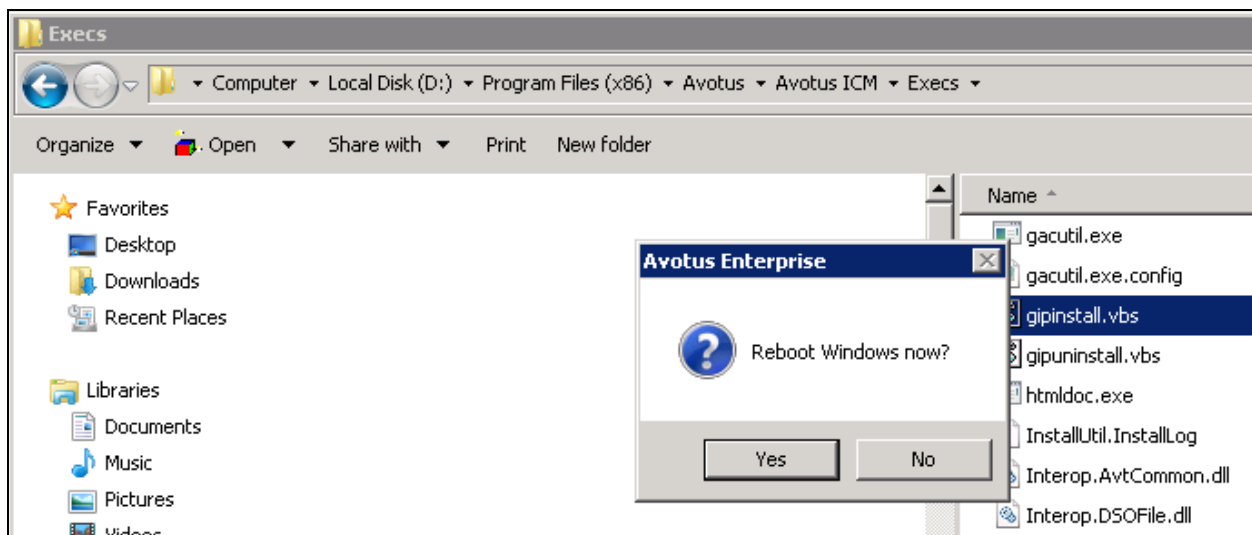 Execs
Computer Local Disk (D:) Program Files (x86) Avotus Avotus ICM Execs
Organize Open Share with Print New folder
Favorites
Desktop
Downloads
Recent Places
Libraries
Documents
Music
Pictures
Videos
Avotus Enterprise
Reboot Windows now?
Yes No
Name
gacutil.exe
gacutil.exe.config
gipinstall.vbs
gipuninstall.vbs
htmldoc.exe
InstallUtil.InstallLog
Interop.AvtCommon.dll
Interop.DSOFile.dll